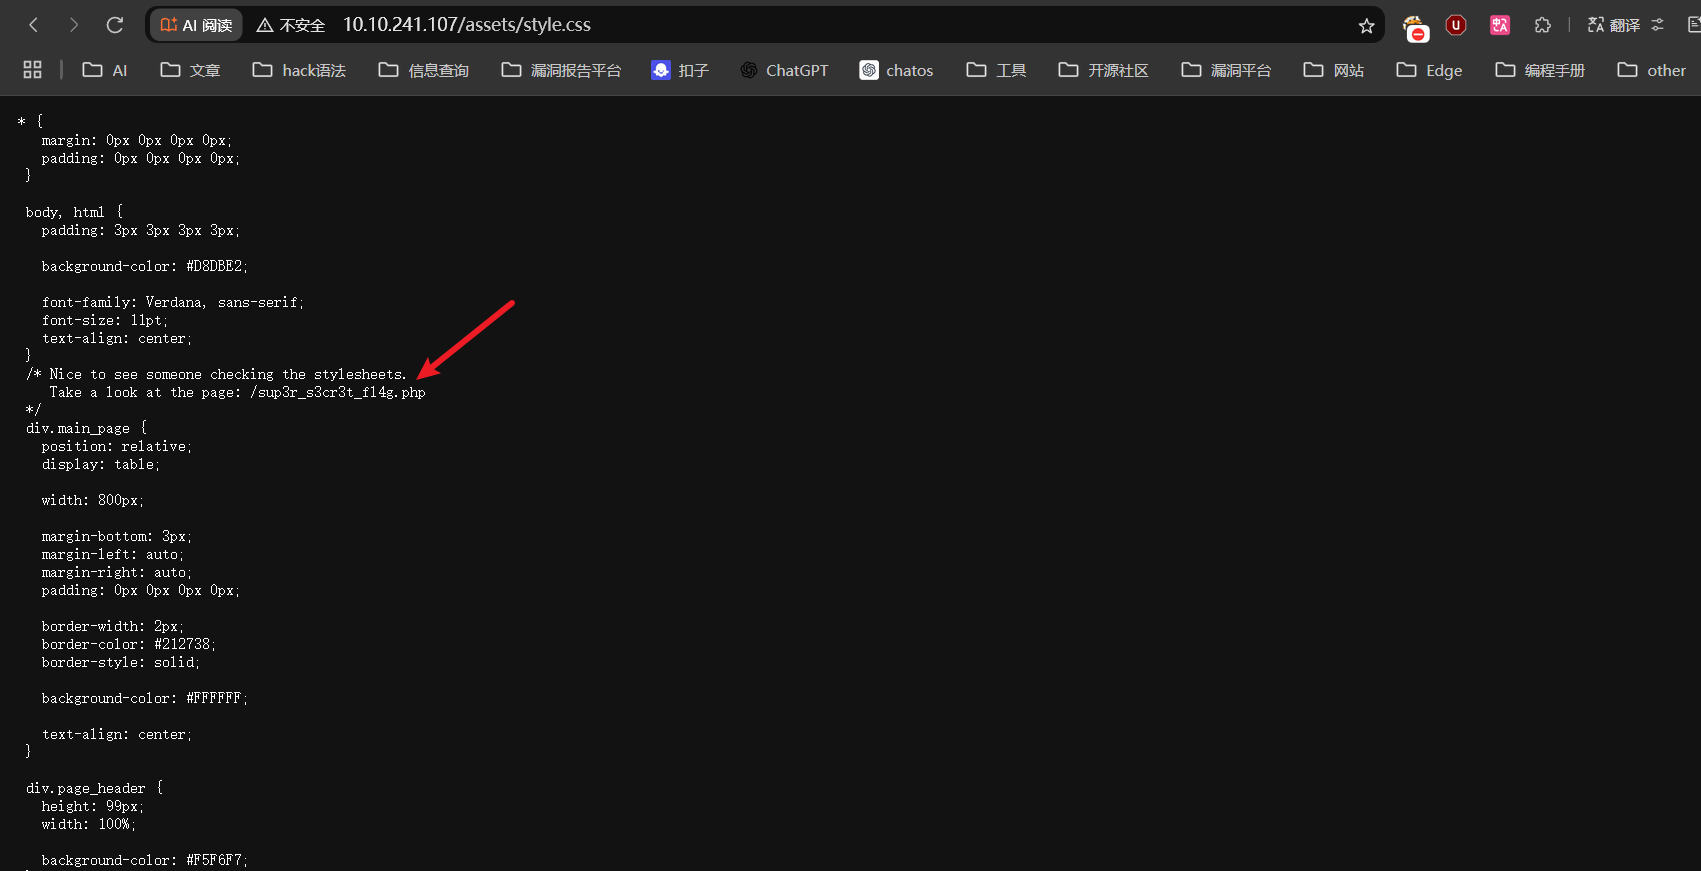 AI 阅读 不安全 10.10.241.107/assets/style.css 翻译
AI 文章 hack语法 信息查询 漏洞报告平台 扣子 ChatGPT chatos 工具 开源社区 漏洞平台 网站 Edge 编程手册 other
* {
margin: 0px 0px 0px 0px;
padding: 0px 0px 0px 0px;
}
body, html {
padding: 3px 3px 3px 3px;
background-color: #D8DBE2;
font-family: Verdana, sans-serif;
font-size: 11pt;
text-align: center;
}
/* Nice to see someone checking the stylesheets.
Take a look at the page: /sup3r_s3cr3t_fl4g.php
*/
div.main_page {
position: relative;
display: table;
width: 800px;
margin-bottom: 3px;
margin-left: auto;
margin-right: auto;
padding: 0px 0px 0px 0px;
border-width: 2px;
border-color: #212738;
border-style: solid;
background-color: #FFFFFF;
text-align: center;
}
div.page_header {
height: 99px;
width: 100%;
background-color: #F5F6F7;